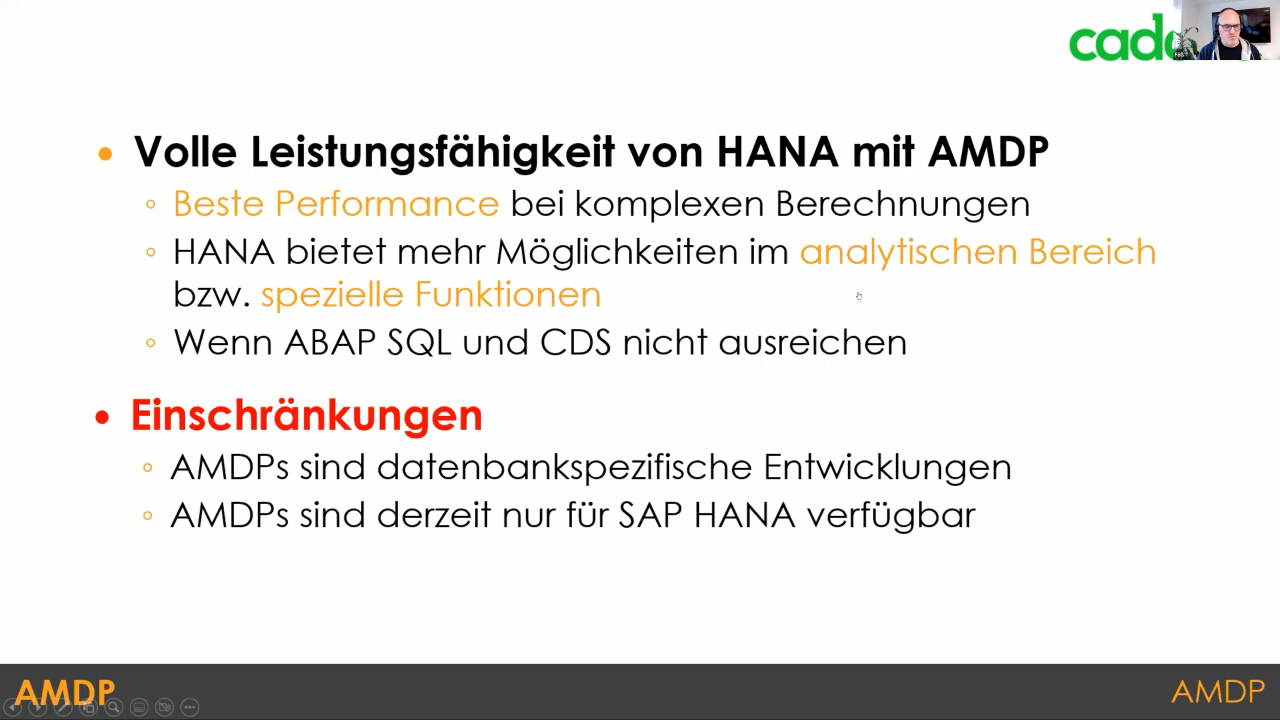 Volle Leistungsfähigkeit von HANA mit AMDP
Beste Performance bei komplexen Berechnungen
HANA bietet mehr Möglichkeiten im analytischen Bereich
bzw. spezielle Funktionen
Wenn ABAP SQL und CDS nicht ausreichen
Einschränkungen
AMDPs sind datenbankspezifische Entwicklungen
AMDPs sind derzeit nur für SAP HANA verfügbar
AMDP
AMDP